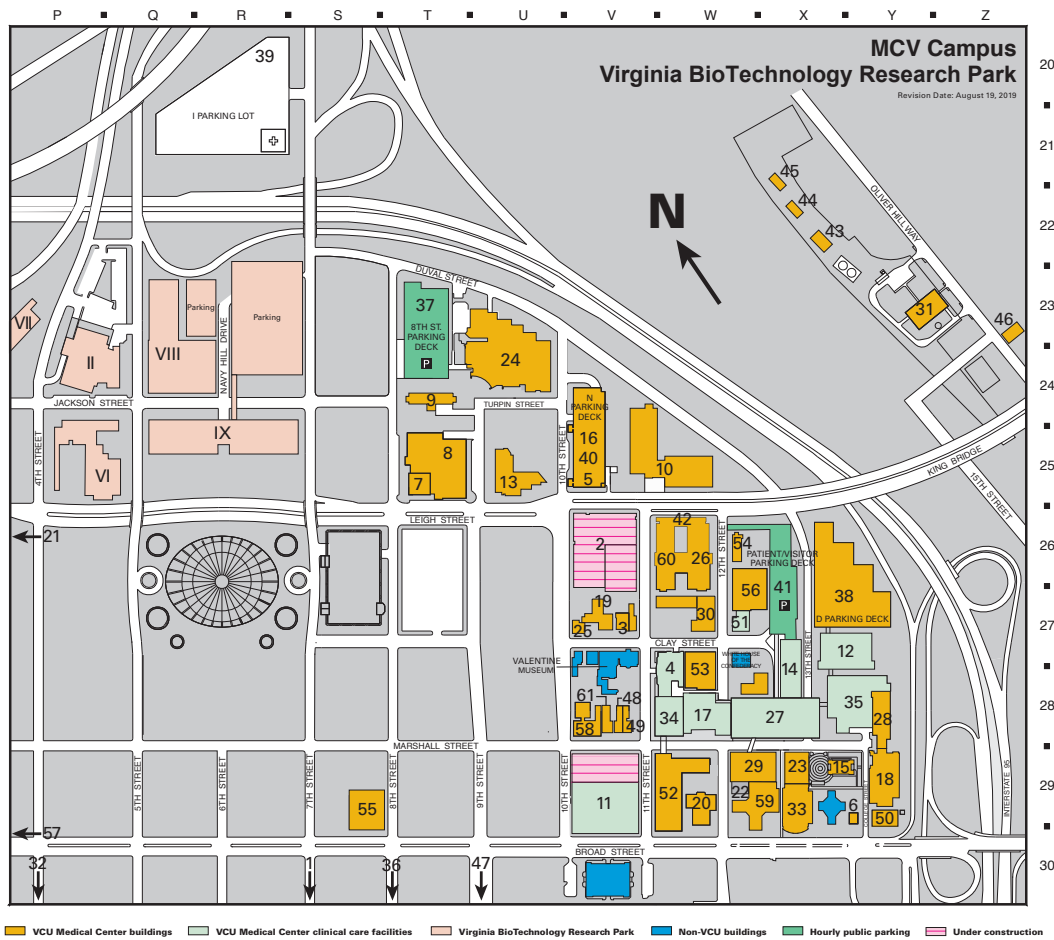 P Q R S T U V W X Y Z
MCV Campus
Virginia BioTechnology Research Park
Revision Date: August 19, 2019
20
21
22
23
24
25
26
27
28
29
30
39
I PARKING LOT
45
44
43
OLIVER HILL WAY
N
31
46
DUVAL STREET
37
8TH ST.
PARKING
DECK
P
24
VII
II
VIII
Parking
Parking
NAVY HILL DRIVE
JACKSON STREET
9
TURPIN STREET
N
PARKING
DECK
16
40
5
10
IX
VI
4TH STREET
8
7
13
10TH STREET
KING BRIDGE
15TH STREET
LEIGH STREET
21
2
42
60
26
12TH STREET
54
PATIENT/VISITOR
PARKING DECK
56
41
P
51
38
D PARKING DECK
19
25
3
30
CLAY STREET
VALENTINE
MUSEUM
4
53
WHITE HOUSE
OF THE
CONFEDENCY
14
13TH STREET
12
61
48
58
49
34
17
27
35
28
MARSHALL STREET
5TH STREET
6TH STREET
7TH STREET
8TH STREET
9TH STREET
10TH STREET
11TH STREET
55
11
52
20
29
22
59
23
33
15
6
18
50
INTERSTATE 95
57
BROAD STREET
32
1
36
47
VCU Medical Center buildings
VCU Medical Center clinical care facilities
Virginia BioTechnology Research Park
Non-VCU buildings
Hourly public parking
Under construction